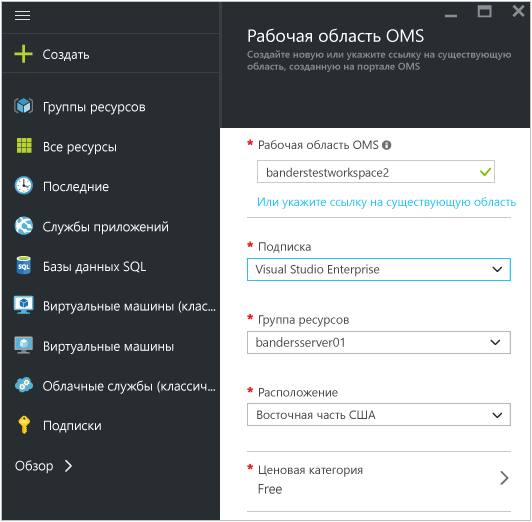 Создать
Группы ресурсов
Все ресурсы
Последние
Службы приложений
SQL
Базы данных SQL
Виртуальные машины (клас...
Виртуальные машины
Облачные службы (классич...
Подписки
Обзор
Рабочая область OMS
Создайте новую или укажите ссылку на существующую
область, созданную на портале OMS
* Рабочая область OMS
banderstestworkspace2
Или укажите ссылку на существующую область
* Подписка
Visual Studio Enterprise
* Группа ресурсов
bandersserver01
* Расположение
Восточная часть США
* Ценовая категория
Free